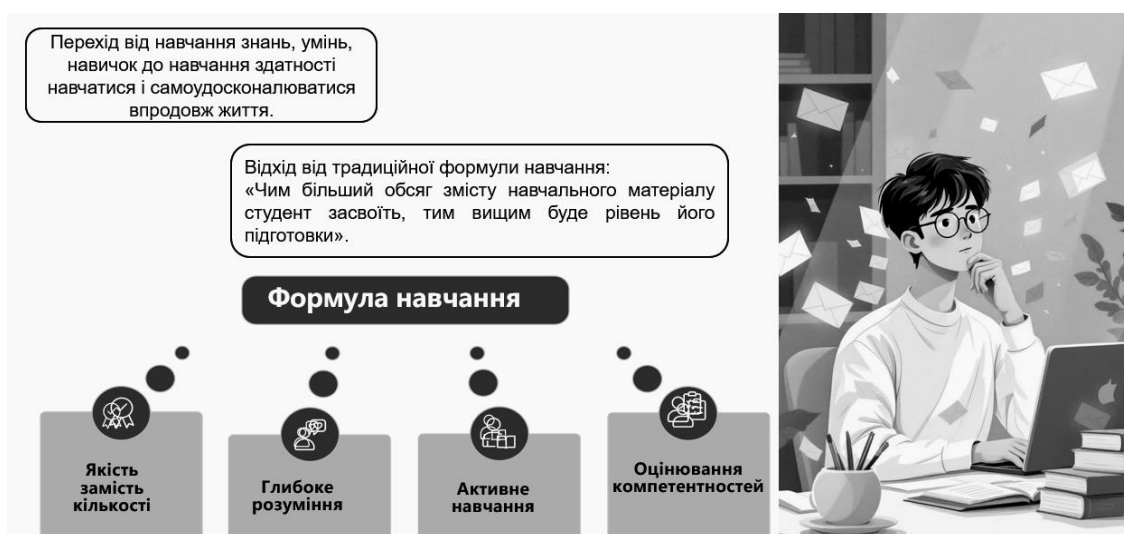 Перехід від навчання знань, умінь,
навичок до навчання здатності
навчатися і самоудосконалюватися
впродовж життя.
Відхід від традиційної формули навчання:
«Чим більший обсяг змісту навчального матеріалу
студент засвоїть, тим вищим буде рівень його
підготовки».
Формула навчання
Якість
замість
кількості
Глибоке
розуміння
Активне
навчання
Оцінювання
компетентностей